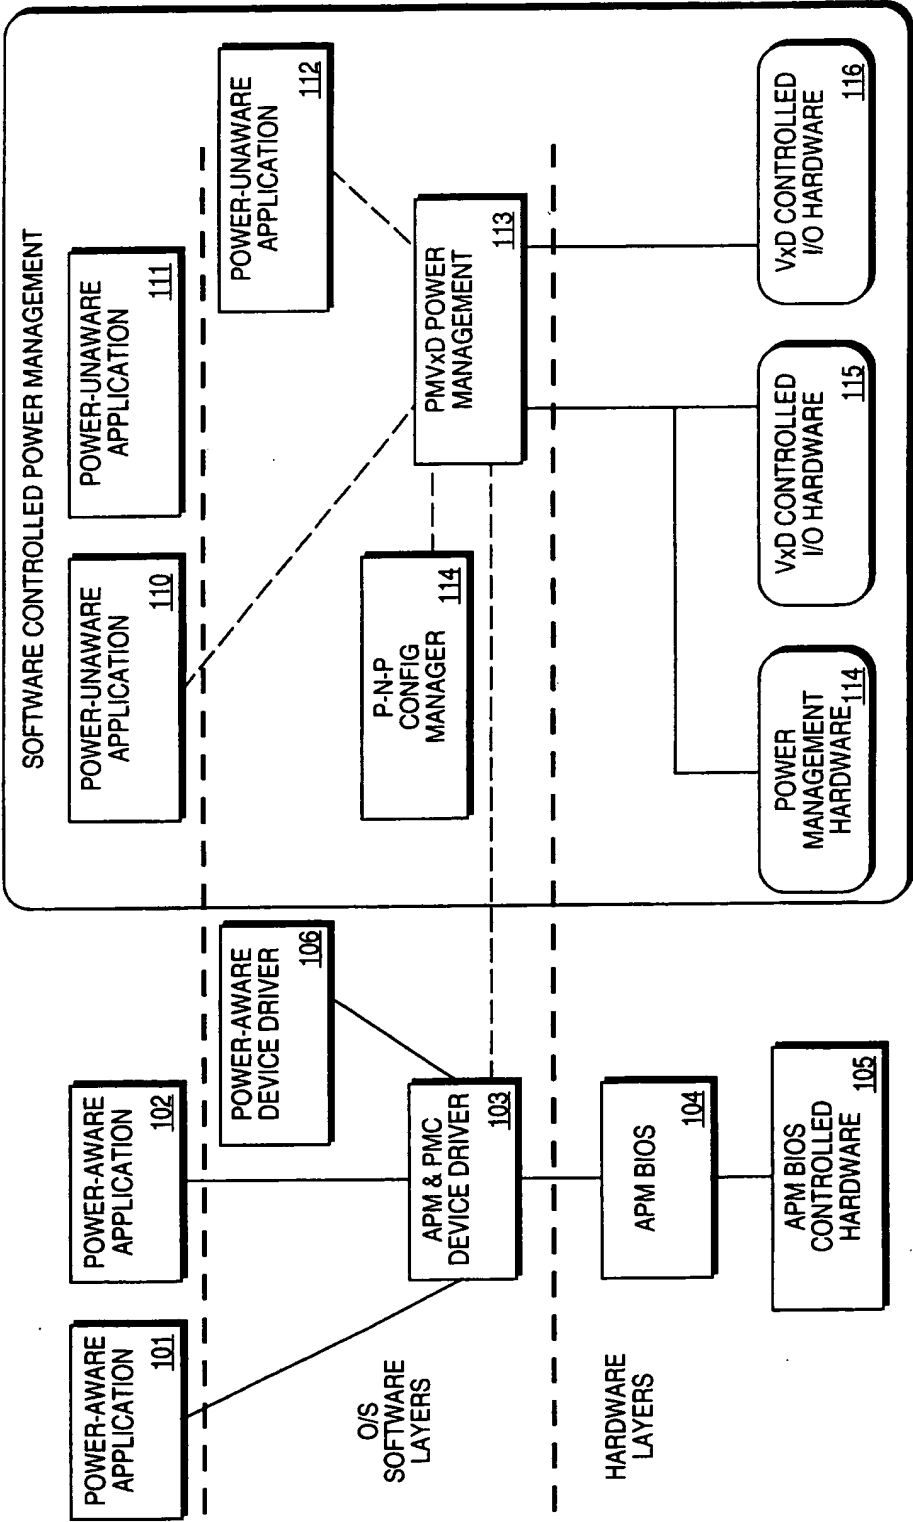 SOFTWARE CONTROLLED POWER MANAGEMENT
POWER-AWARE
APPLICATION
101
POWER-AWARE
APPLICATION
102
POWER-UNAWARE
APPLICATION
110
POWER-UNAWARE
APPLICATION
111
POWER-AWARE
DEVICE DRIVER
106
POWER-UNAWARE
APPLICATION
112
O/S
SOFTWARE
LAYERS
APM & PMC
DEVICE DRIVER
103
P-N-P
CONFIG
MANAGER
114
PMVxD POWER
MANAGEMENT
113
HARDWARE
LAYERS
APM BIOS
104
APM BIOS
CONTROLLED
HARDWARE
105
POWER
MANAGEMENT
HARDWARE
114
VxD CONTROLLED
I/O HARDWARE
115
VxD CONTROLLED
I/O HARDWARE
116